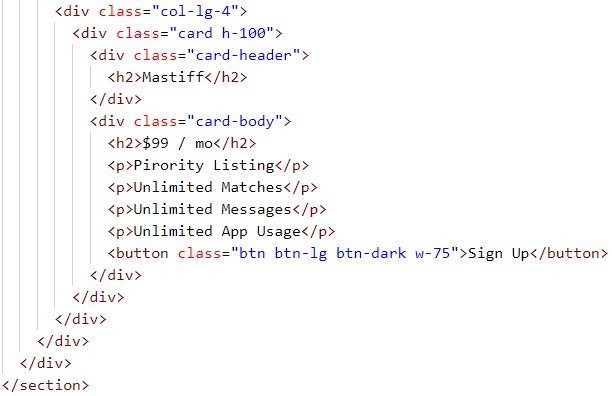 <div class="col-lg-4">
<div class="card h-100">
<div class="card-header">
<h2>Mastiff</h2>
</div>
<div class="card-body">
<h2>$99 / mo</h2>
<p>Pirority Listing</p>
<p>Unlimited Matches</p>
<p>Unlimited Messages</p>
<p>Unlimited App Usage</p>
<button class="btn btn-lg btn-dark w-75">Sign Up</button>
</div>
</div>
</div>
</div>
</div>
</section>